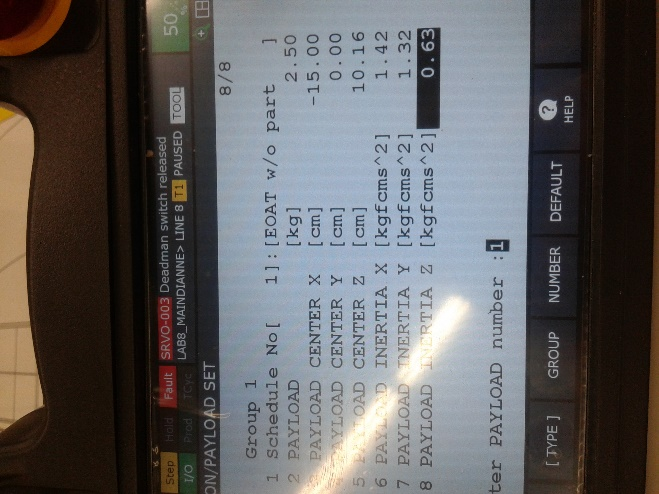 Step Hold Fault SRVO-003 Deadman switch released
I/O Prod TCyc LAB8_MAINDIANNE> LINE 8 T1 PAUSED TOOL 50
ON/PAYLOAD SET
8/8
Group 1
1 Schedule No[ 1]:[EOAT w/o part ]
2 PAYLOAD [kg] 2.50
3 PAYLOAD CENTER X [cm] -15.00
4 PAYLOAD CENTER Y [cm] 0.00
5 PAYLOAD CENTER Z [cm] 10.16
6 PAYLOAD INERTIA X [kgfcms^2] 1.42
7 PAYLOAD INERTIA Y [kgfcms^2] 1.32
8 PAYLOAD INERTIA Z [kgfcms^2] 0.63
ter PAYLOAD number :1
[ TYPE ] GROUP NUMBER DEFAULT HELP